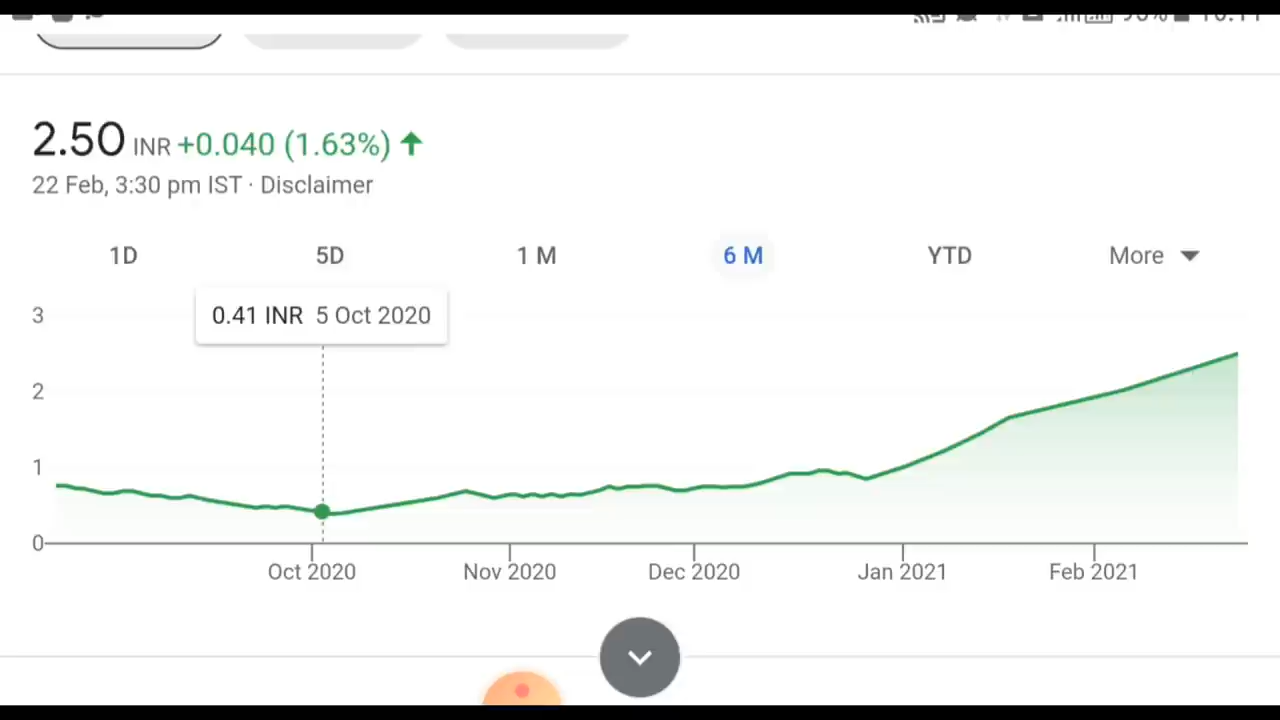 2.50 INR +0.040 (1.63%)
22 Feb, 3:30 pm IST · Disclaimer
1D 5D 1 M 6 M YTD More
0.41 INR 5 Oct 2020
3
2
1
0
Oct 2020 Nov 2020 Dec 2020 Jan 2021 Feb 2021